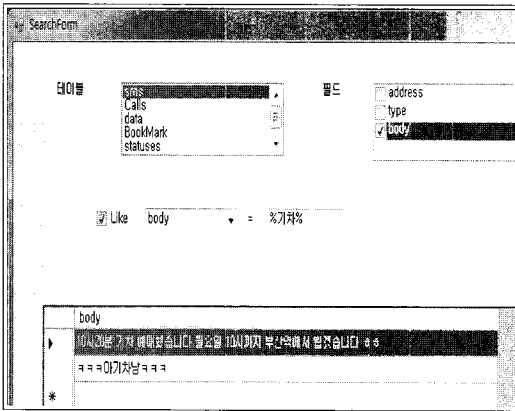 SearchForm
테이블
sms
Calls
data
BookMark
statuses
필드
address
type
body
Like body = %기차%
body
10시20분 기차 예매했습니다 월요일 10시까지 부산역에서 뵙겠습니다 ㅎㅎ
ㅋㅋㅋ아기차냥ㅋㅋㅋ